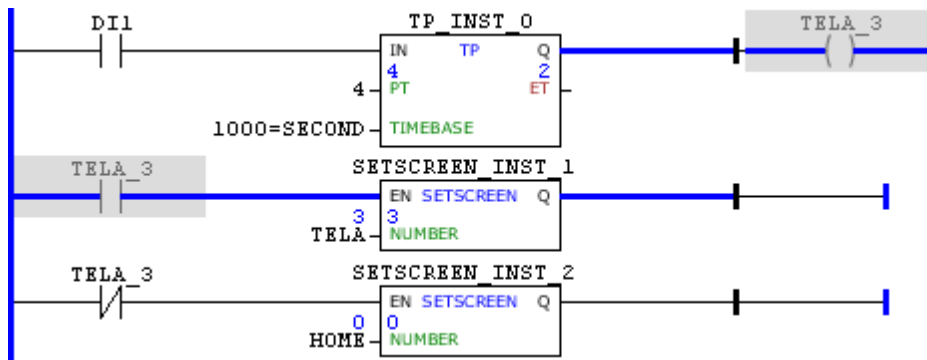 DI1 TP_INST_0 TELA_3
IN TP Q
4 2
4 PT ET
1000=SECOND TIMEBASE
TELA_3 SETSCREEN_INST_1
EN SETSCREEN Q
3 3
TELA NUMBER
TELA_3 SETSCREEN_INST_2
EN SETSCREEN Q
0 0
HOME NUMBER